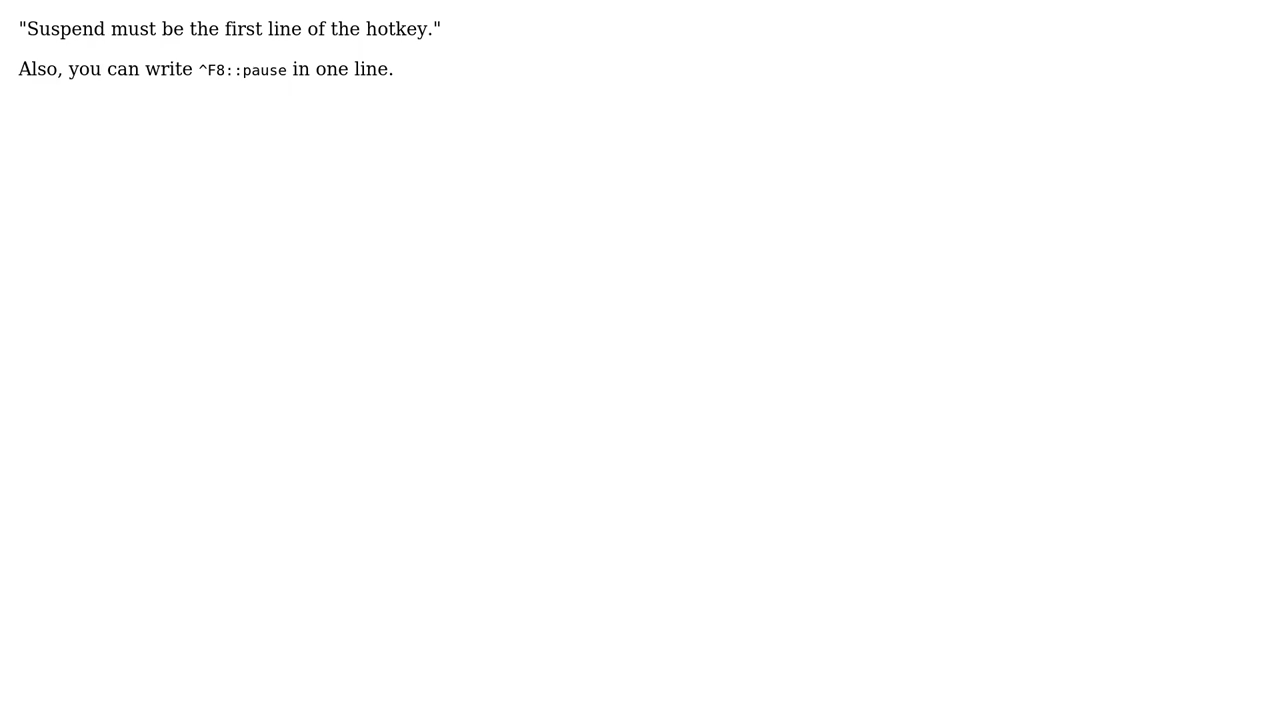 "Suspend must be the first line of the hotkey."
Also, you can write ^F8::pause in one line.